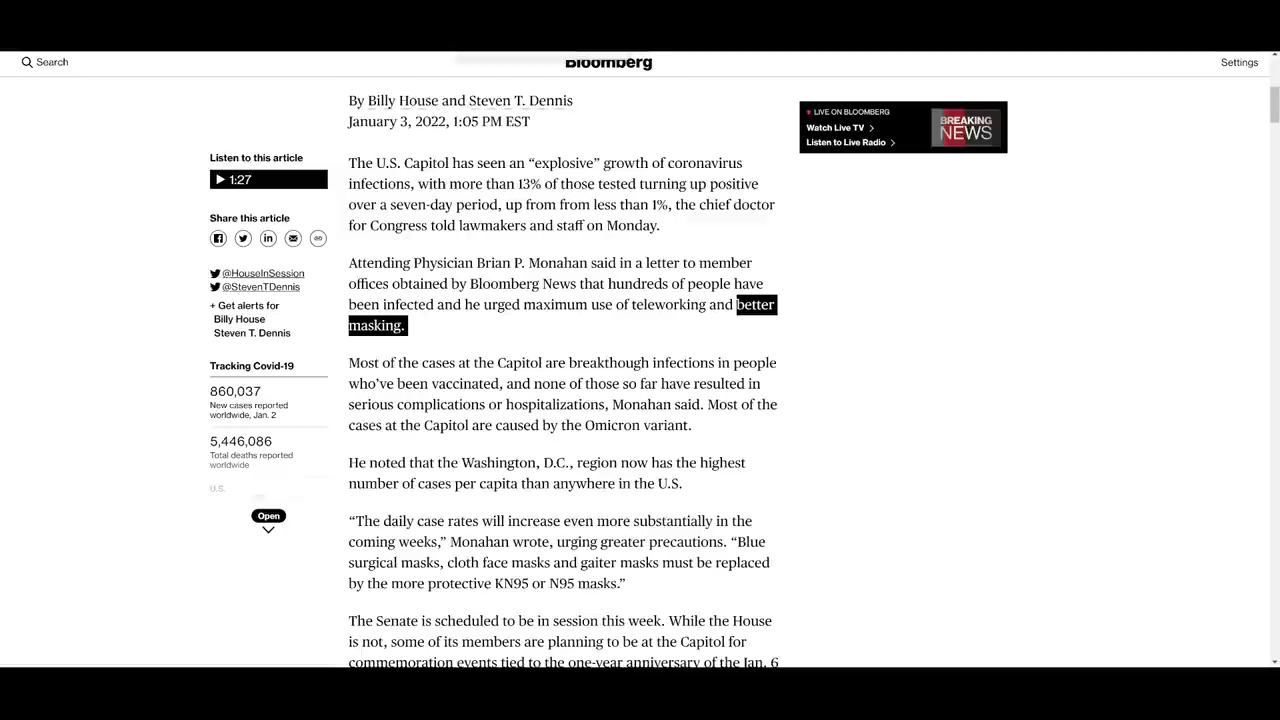 Search
Bloomberg
Settings
By Billy House and Steven T. Dennis
January 3, 2022, 1:05 PM EST
LIVE ON BLOOMBERG
Watch Live TV >
Listen to Live Radio >
BREAKING
NEWS
Listen to this article
1:27
Share this article
@HouseInSession
@StevenTDennis
+ Get alerts for
Billy House
Steven T. Dennis
Tracking Covid-19
860,037
New cases reported
worldwide, Jan. 2
5,446,086
Total deaths reported
worldwide
U.S.
Open
The U.S. Capitol has seen an “explosive” growth of coronavirus
infections, with more than 13% of those tested turning up positive
over a seven-day period, up from from less than 1%, the chief doctor
for Congress told lawmakers and staff on Monday.
Attending Physician Brian P. Monahan said in a letter to member
offices obtained by Bloomberg News that hundreds of people have
been infected and he urged maximum use of teleworking and better
masking.
Most of the cases at the Capitol are breakthough infections in people
who’ve been vaccinated, and none of those so far have resulted in
serious complications or hospitalizations, Monahan said. Most of the
cases at the Capitol are caused by the Omicron variant.
He noted that the Washington, D.C., region now has the highest
number of cases per capita than anywhere in the U.S.
“The daily case rates will increase even more substantially in the
coming weeks,” Monahan wrote, urging greater precautions. “Blue
surgical masks, cloth face masks and gaiter masks must be replaced
by the more protective KN95 or N95 masks.”
The Senate is scheduled to be in session this week. While the House
is not, some of its members are planning to be at the Capitol for
commemoration events tied to the one-year anniversary of the Jan. 6